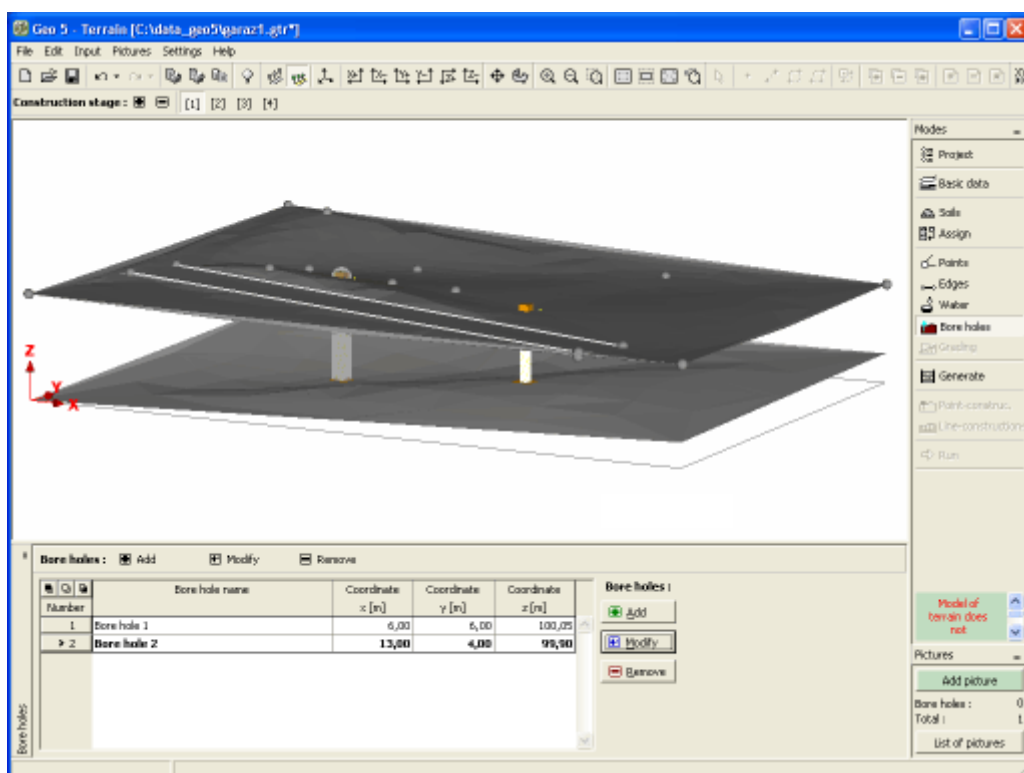 Geo 5 - Terrain [C:\data_geo5\garaz1.gtr*]
File Edit Input Pictures Settings Help
Construction stage : [1] [2] [3] [4]
Modes
Project
Basic data
Soils
Assign
Points
Edges
Water
Bore holes
Grading
Generate
Point-construc.
Line-construction
Run
Z
Y
X
Bore holes : Add Modify Remove
Number Bore hole name Coordinate x [m] Coordinate y [m] Coordinate z [m]
1 Bore hole 1 6,00 6,00 100,05
2 Bore hole 2 13,00 4,00 99,90
Bore holes :
Add
Modify
Remove
Bore holes
Model of
terrain does
not
Pictures
Add picture
Bore holes : 0
Total : 1
List of pictures